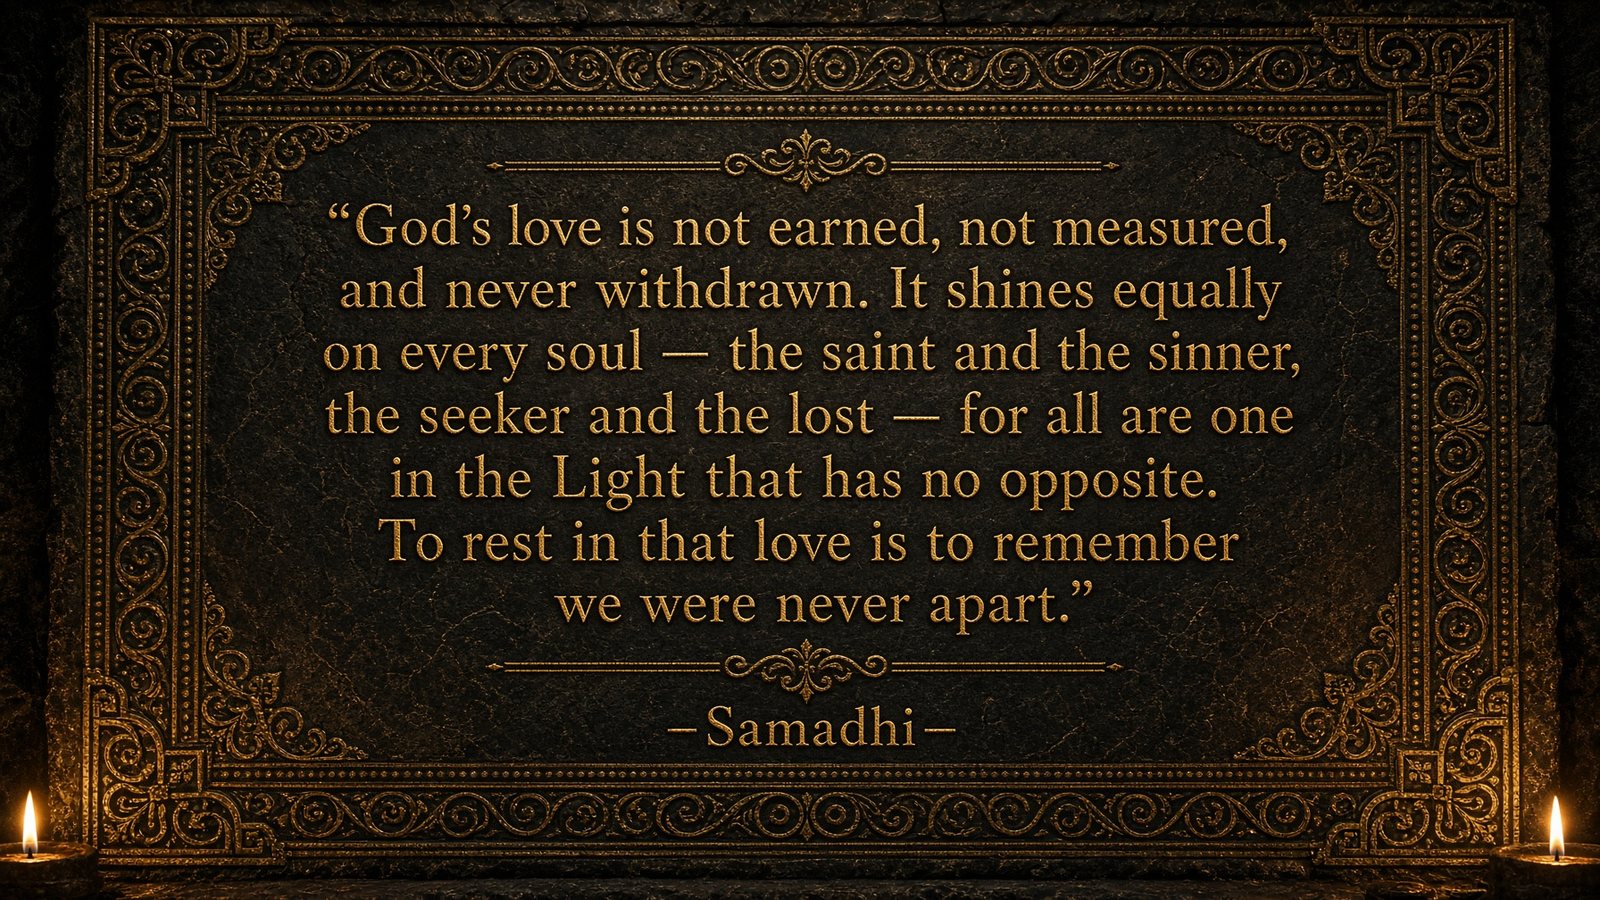 “God’s love is not earned, not measured,
and never withdrawn. It shines equally
on every soul — the saint and the sinner,
the seeker and the lost — for all are one
in the Light that has no opposite.
To rest in that love is to remember
we were never apart.”
–Samadhi–